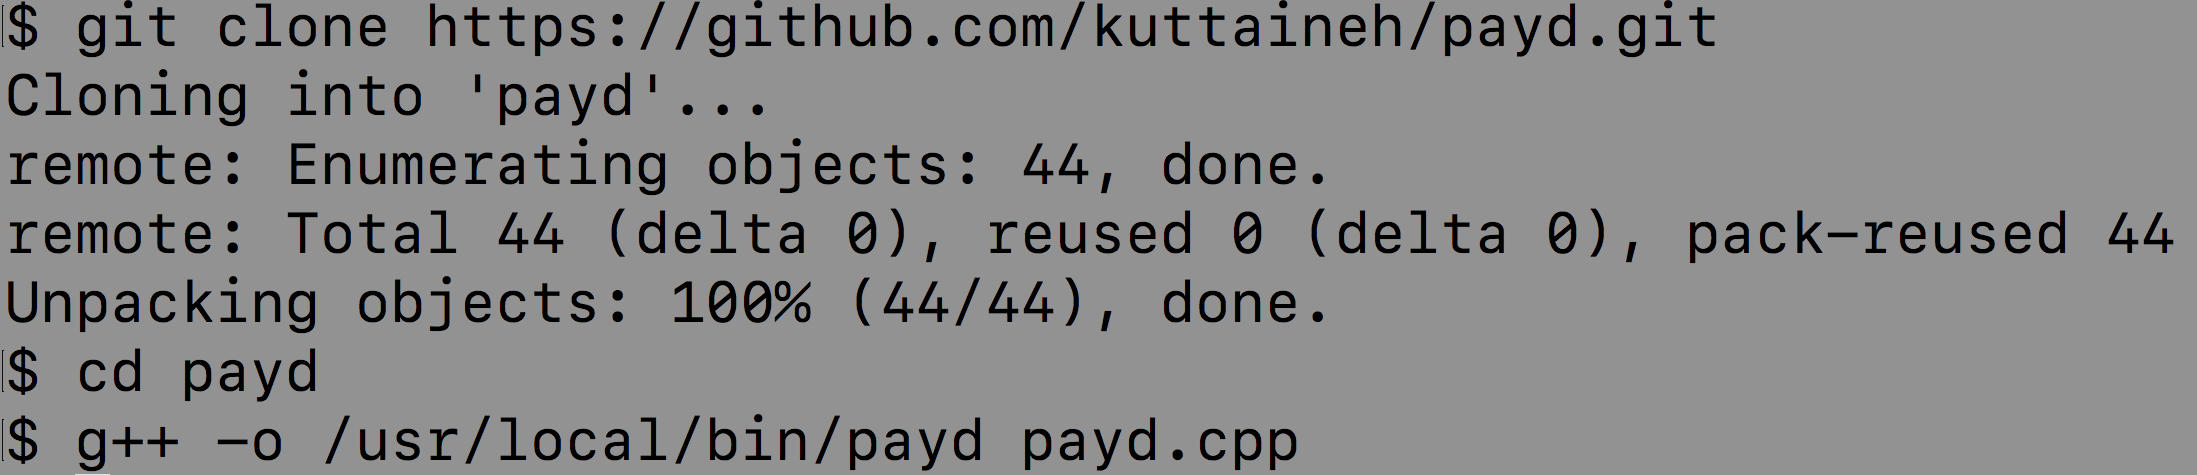 $ git clone https://github.com/kuttaineh/payd.git
Cloning into 'payd'...
remote: Enumerating objects: 44, done.
remote: Total 44 (delta 0), reused 0 (delta 0), pack-reused 44
Unpacking objects: 100% (44/44), done.
$ cd payd
$ g++ -o /usr/local/bin/payd payd.cpp